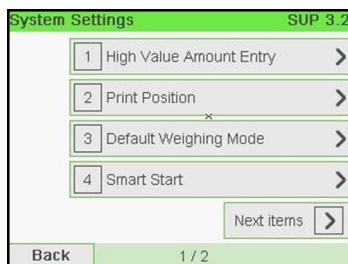 System Settings SUP 3.2
1 High Value Amount Entry
2 Print Position
3 Default Weighing Mode
4 Smart Start
Next items
Back 1 / 2